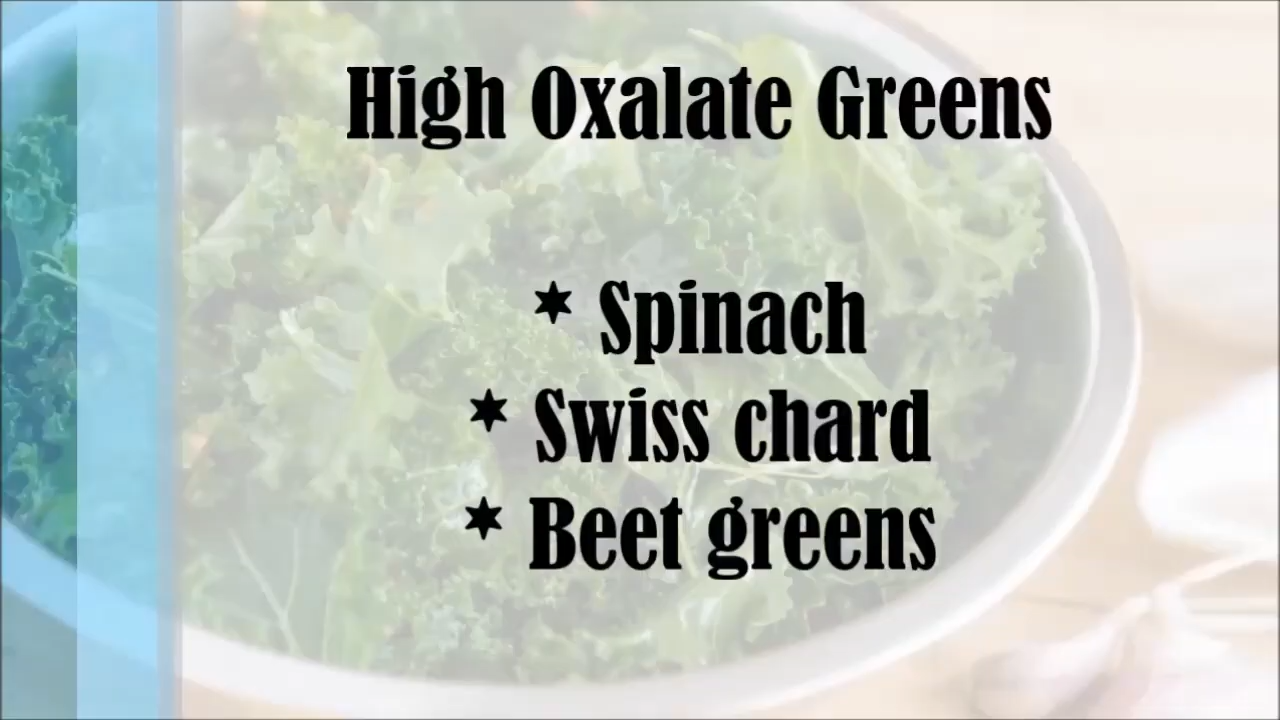 High Oxalate Greens
* Spinach
* Swiss chard
* Beet greens